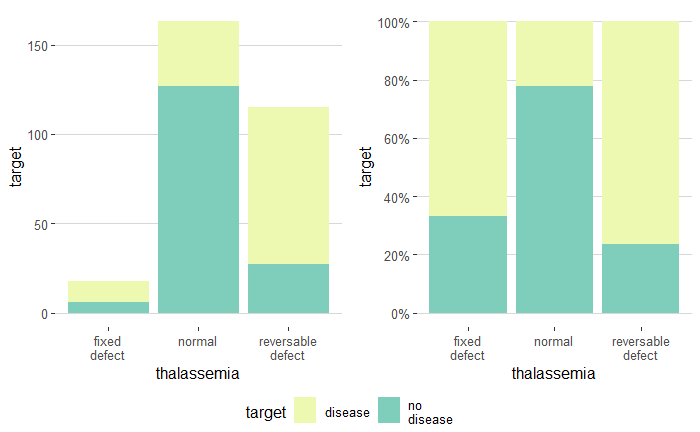 150
100
50
0
target
fixed
defect
normal
reversable
defect
thalassemia
100%
80%
60%
40%
20%
0%
target
fixed
defect
normal
reversable
defect
thalassemia
target
disease
no
disease